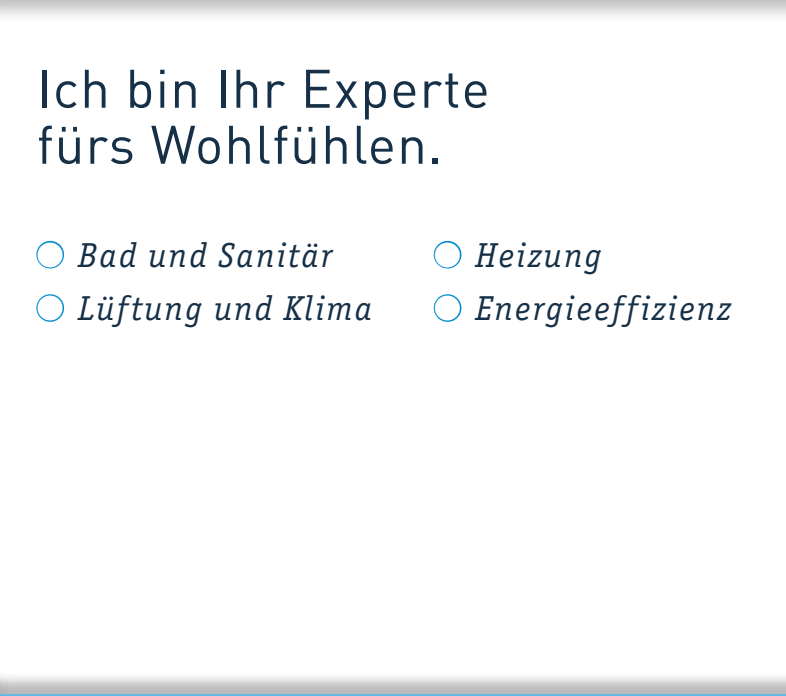 Ich bin Ihr Experte
fürs Wohlfühlen.
Bad und Sanitär
Heizung
Lüftung und Klima
Energieeffizienz